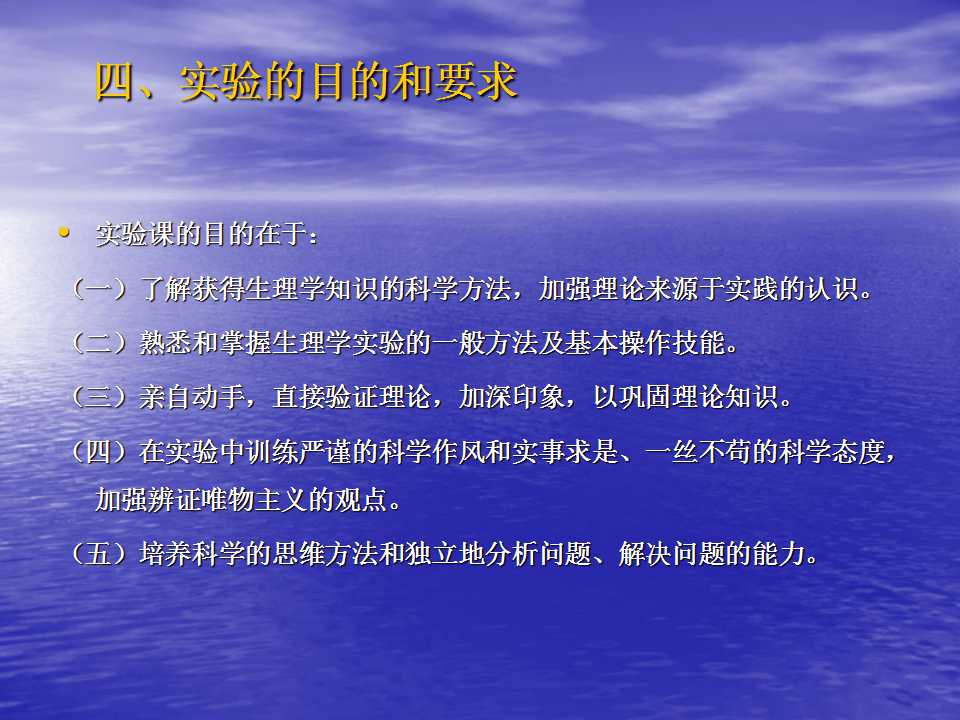 四、实验的目的和要求
• 实验课的目的在于：
（一）了解获得生理学知识的科学方法，加强理论来源于实践的认识。
（二）熟悉和掌握生理学实验的一般方法及基本操作技能。
（三）亲自动手，直接验证理论，加深印象，以巩固理论知识。
（四）在实验中训练严谨的科学作风和实事求是、一丝不苟的科学态度，
加强辨证唯物主义的观点。
（五）培养科学的思维方法和独立地分析问题、解决问题的能力。